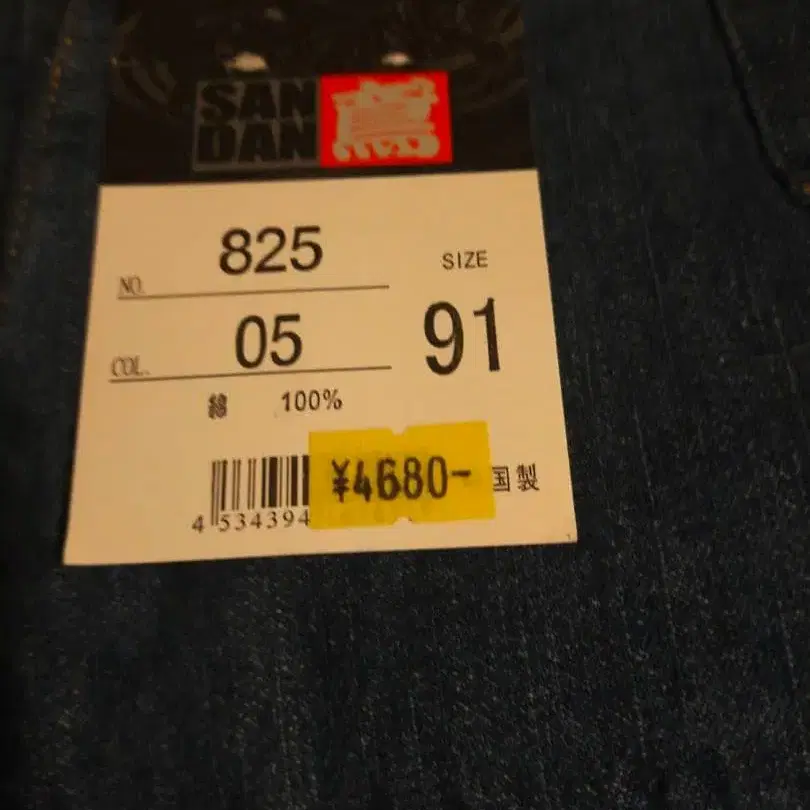 SAN
DAN
NO. 825
SIZE
COL. 05
91
綿 100%
¥4680-
国製
4 534394